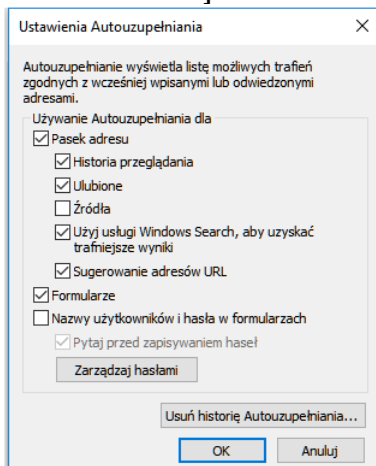 Ustawienia Autouzupełniania
Autouzupełnianie wyświetla listę możliwych trafień
zgodnych z wcześniej wpisanymi lub odwiedzonymi
adresami.
Używanie Autouzupełniania dla
Pasek adresu
Historia przeglądania
Ulubione
Źródła
Użyj usługi Windows Search, aby uzyskać
trafniejsze wyniki
Sugerowanie adresów URL
Formularze
Nazwy użytkowników i hasła w formularzach
Pytaj przed zapisywaniem haseł
Zarządzaj hasłami
Usuń historię Autouzupełniania...
OK Anuluj